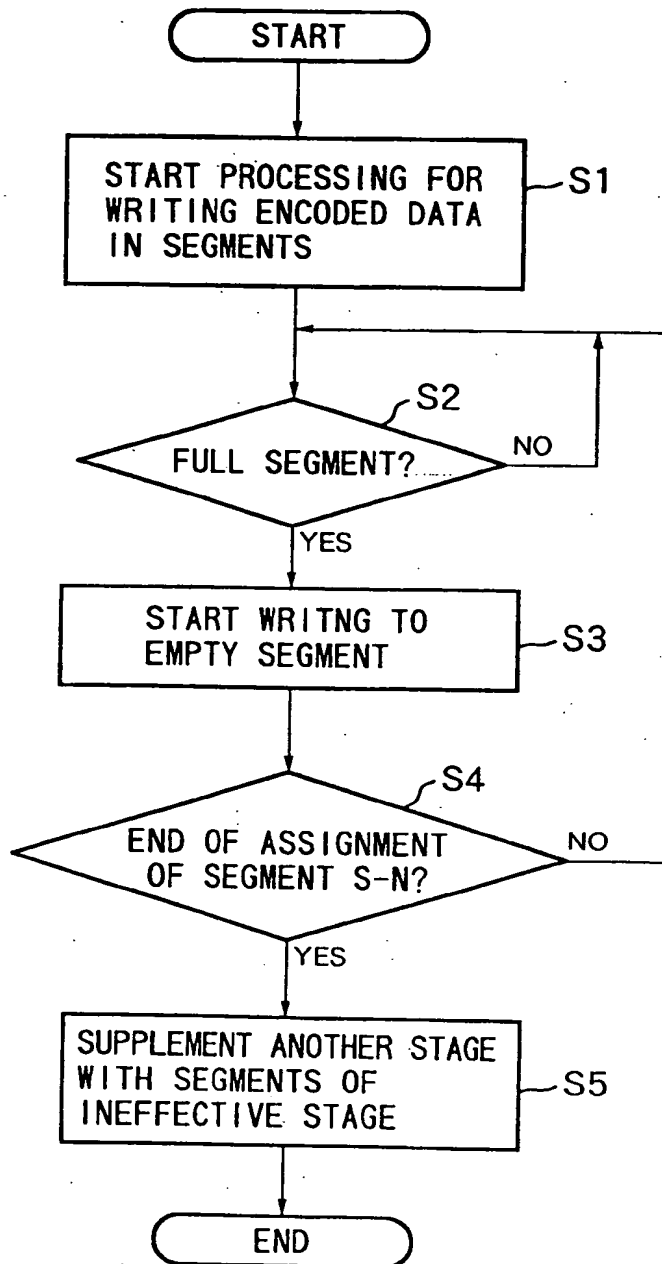 START
START PROCESSING FOR
WRITING ENCODED DATA
IN SEGMENTS
S1
S2
FULL SEGMENT?
NO
YES
START WRITNG TO
EMPTY SEGMENT
S3
S4
END OF ASSIGNMENT
OF SEGMENT S-N?
NO
YES
SUPPLEMENT ANOTHER STAGE
WITH SEGMENTS OF
INEFFECTIVE STAGE
S5
END